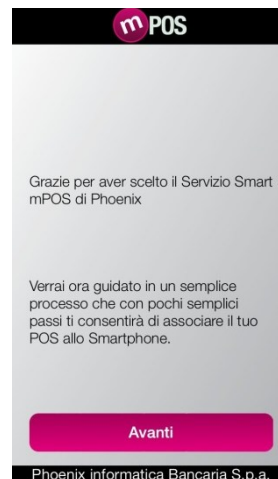 mPOS
Grazie per aver scelto il Servizio Smart
mPOS di Phoenix
Verrai ora guidato in un semplice
processo che con pochi semplici
passi ti consentirà di associare il tuo
POS allo Smartphone.
Avanti
Phoenix informatica Bancaria S.p.a.